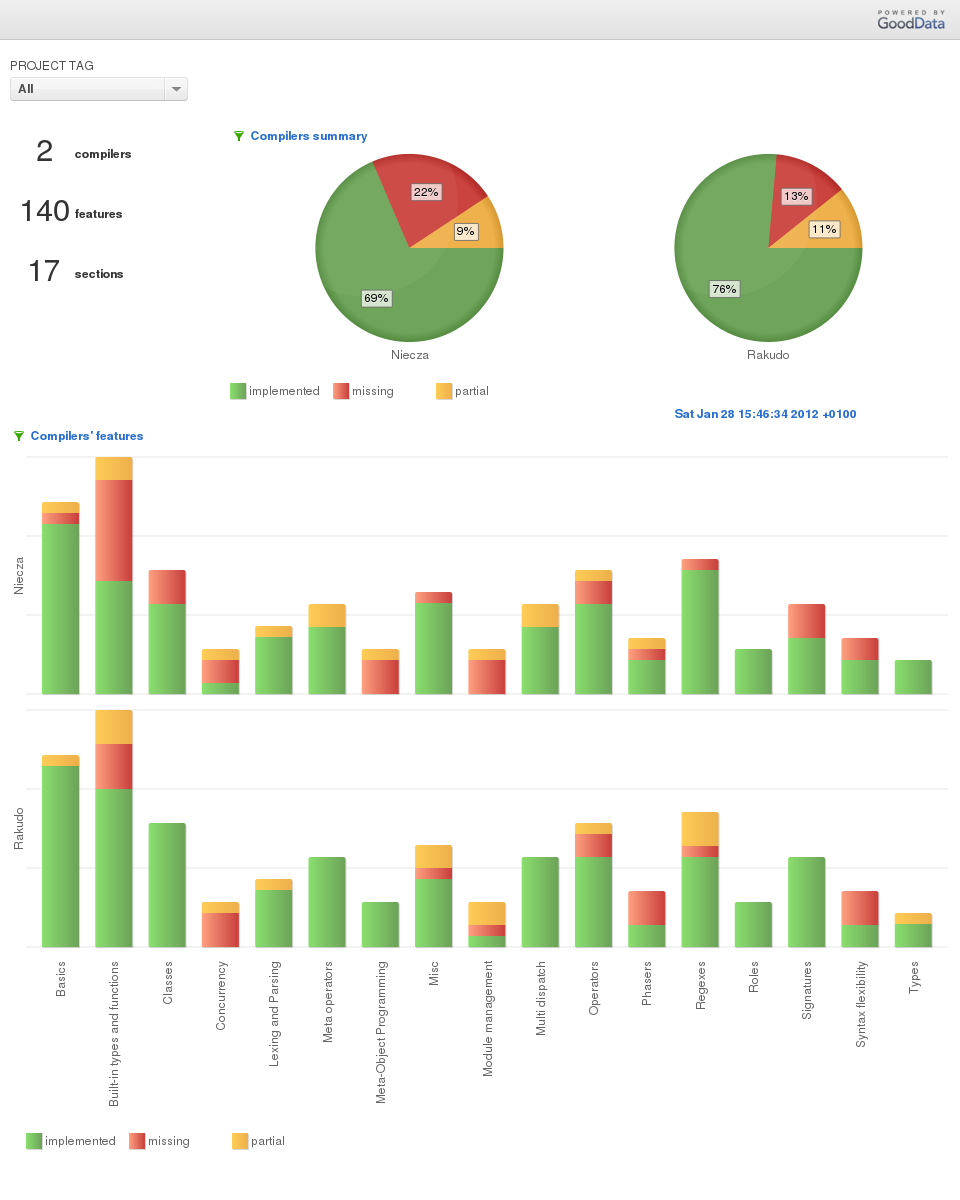 POWERED BY
GoodData
PROJECT TAG
All
2 compilers
140 features
17 sections
Compilers summary
22%
9%
69%
Niecza
13%
11%
76%
Rakudo
implemented missing partial
Sat Jan 28 15:46:34 2012 +0100
Compilers' features
Niecza
Rakudo
Basics
Built-in types and functions
Classes
Concurrency
Lexing and Parsing
Meta operators
Meta-Object Programming
Misc
Module management
Multi dispatch
Operators
Phasers
Regexes
Roles
Signatures
Syntax flexibility
Types
implemented missing partial